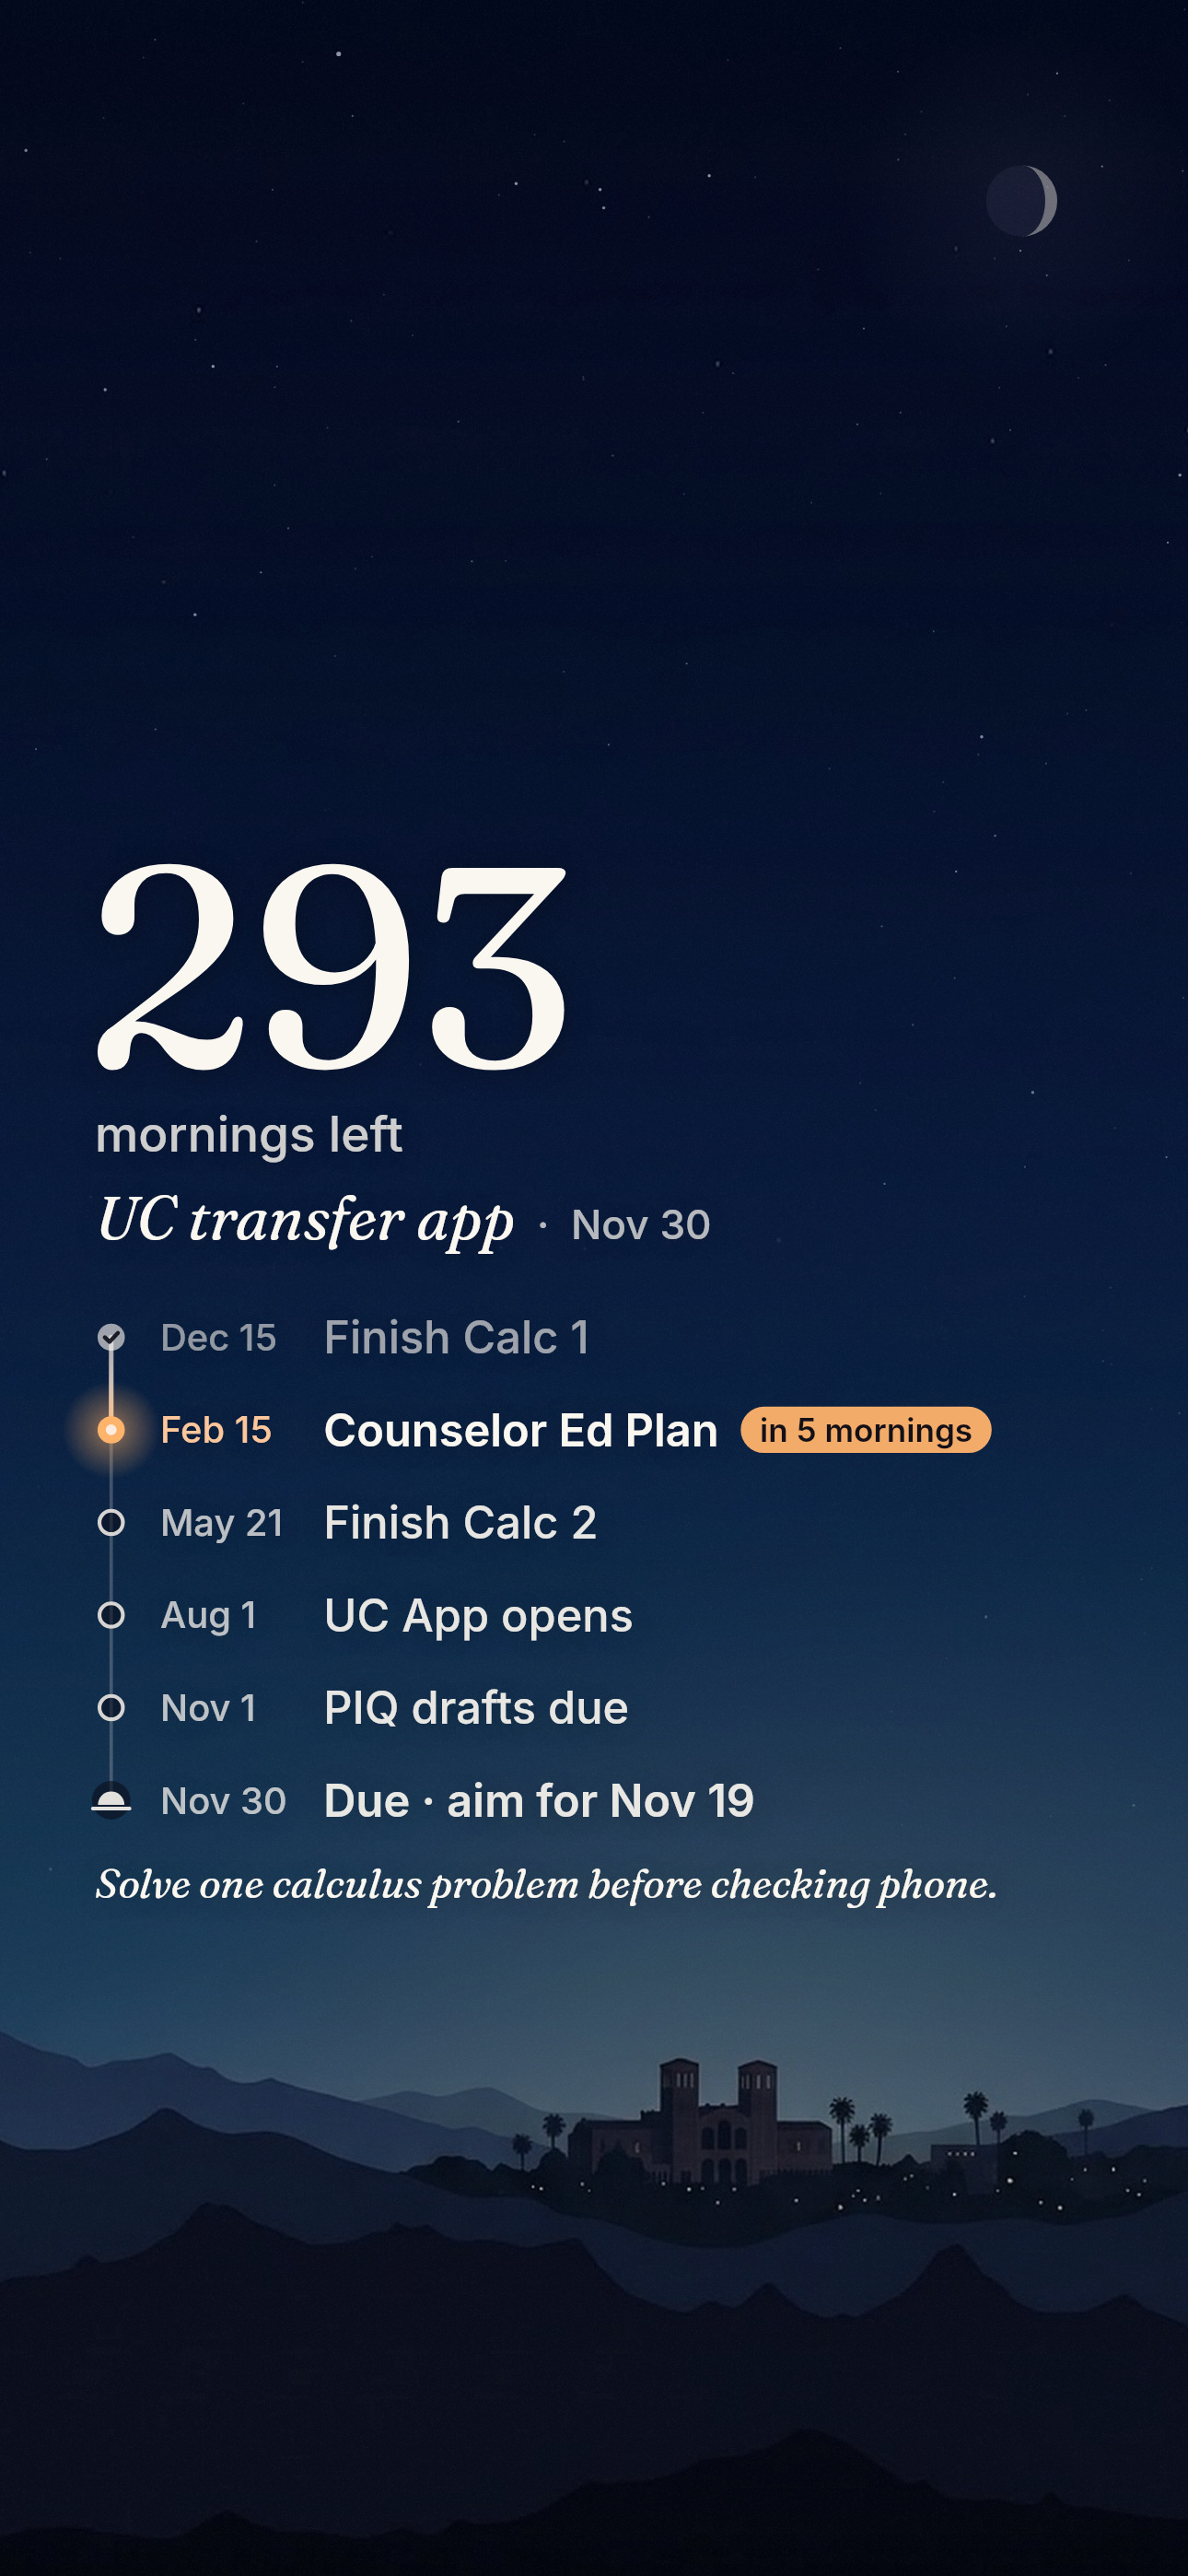 293
mornings left
UC transfer app · Nov 30
Dec 15 Finish Calc 1
Feb 15 Counselor Ed Plan in 5 mornings
May 21 Finish Calc 2
Aug 1 UC App opens
Nov 1 PIQ drafts due
Nov 30 Due · aim for Nov 19
Solve one calculus problem before checking phone.